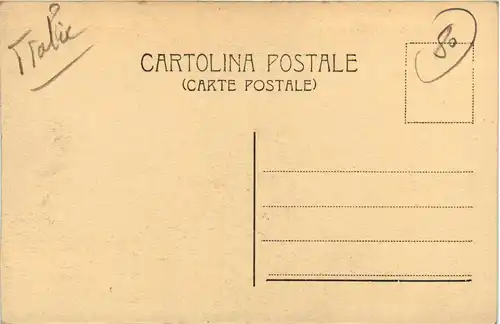 Italie
80
CARTOLINA POSTALE
(CARTE POSTALE)